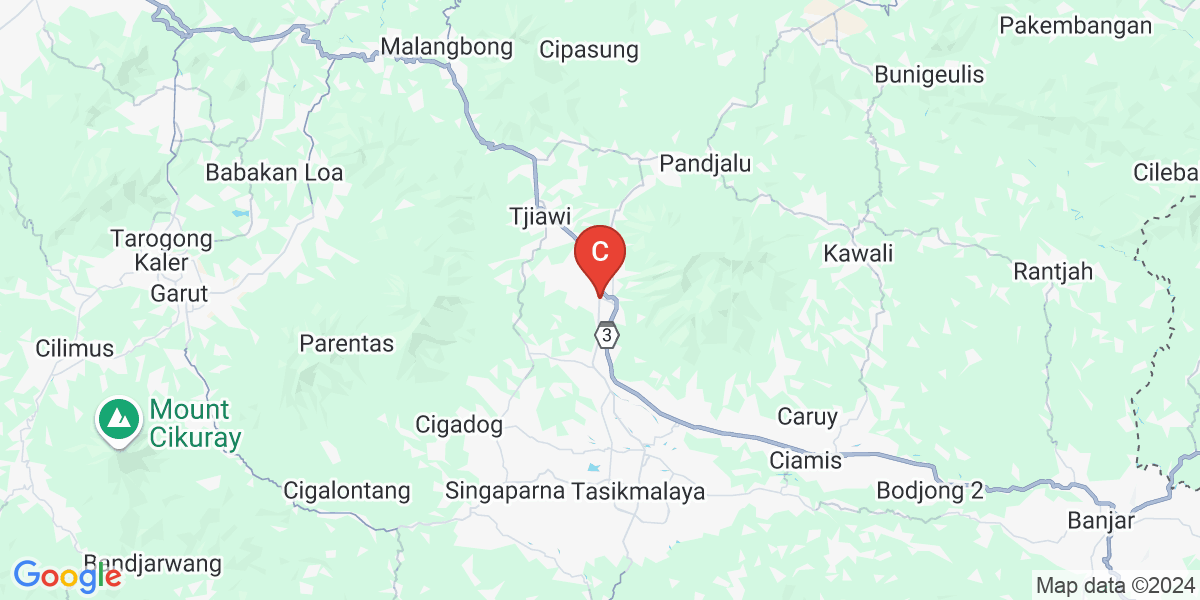 Pakembangan
Malangbong
Cipasung
Bunigeulis
Pandjalu
Babakan Loa
Cileba
Tjiawi
Tarogong
Kaler
C
Kawali
Rantjah
Garut
3
Parentas
Cilimus
Mount
Cikuray
Cigadog
Caruy
Ciamis
Cigalontang
Singaparna
Tasikmalaya
Bodjong 2
Banjar
Bandjarwang
Google
Map data ©2024